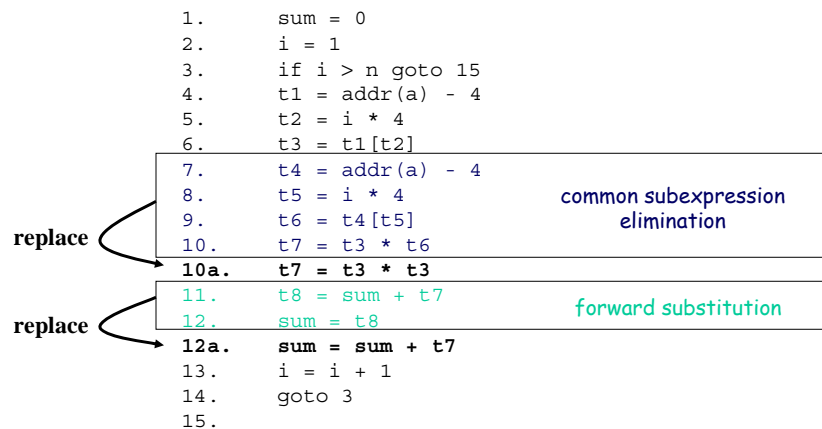 1. sum = 0
2. i = 1
3. if i > n goto 15
4. t1 = addr(a) - 4
5. t2 = i * 4
6. t3 = t1[t2]
7. t4 = addr(a) - 4
8. t5 = i * 4
9. t6 = t4[t5]
10. t7 = t3 * t6
common subexpression
elimination
replace
10a. t7 = t3 * t3
11. t8 = sum + t7
12. sum = t8
forward substitution
replace
12a. sum = sum + t7
13. i = i + 1
14. goto 3
15.